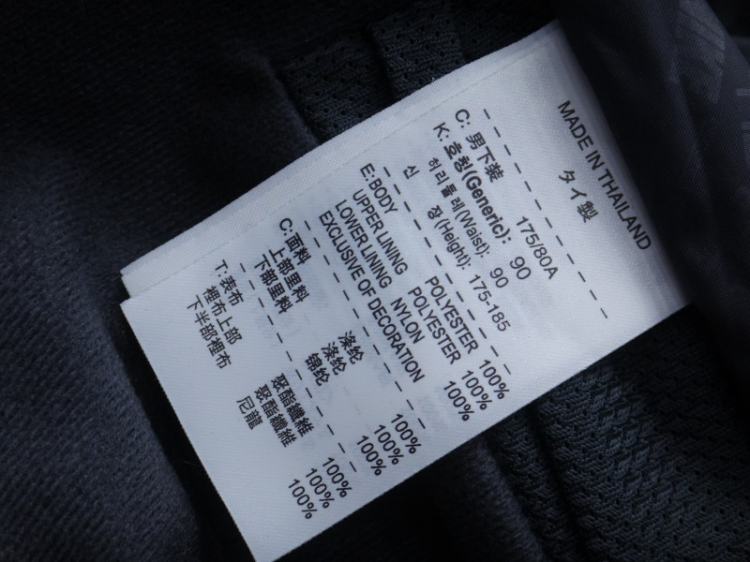 MADE IN THAILAND
タイ製
C: 男下装 175/80A
K: 호칭(Generic): 90
허리둘레(Waist): 90
신 장(Height): 175-185
E:BODY POLYESTER 100%
UPPER LINING POLYESTER 100%
LOWER LINING NYLON 100%
EXCLUSIVE OF DECORATION
C:面料 涤纶 100%
上部里料 涤纶 100%
下部里料 锦纶 100%
T:表布 聚酯纖維 100%
裡布上部 聚酯纖維 100%
下半部裡布 尼龍 100%